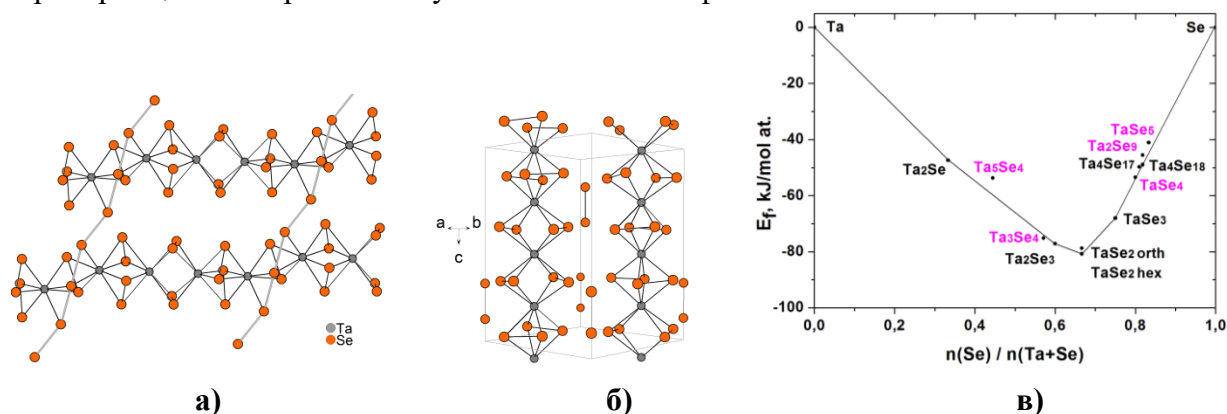 Ta
Se
a
b
c
E_f, kJ/mol at.
0
-20
-40
-60
-80
-100
Ta
Se
TaSe5
Ta2Se9
Ta4Se17
Ta4Se18
TaSe4
Ta2Se
Ta5Se4
TaSe3
Ta3Se4
Ta2Se3
TaSe2 orth
TaSe2 hex
0,0
0,2
0,4
0,6
0,8
1,0
n(Se) / n(Ta+Se)
а)
б)
в)